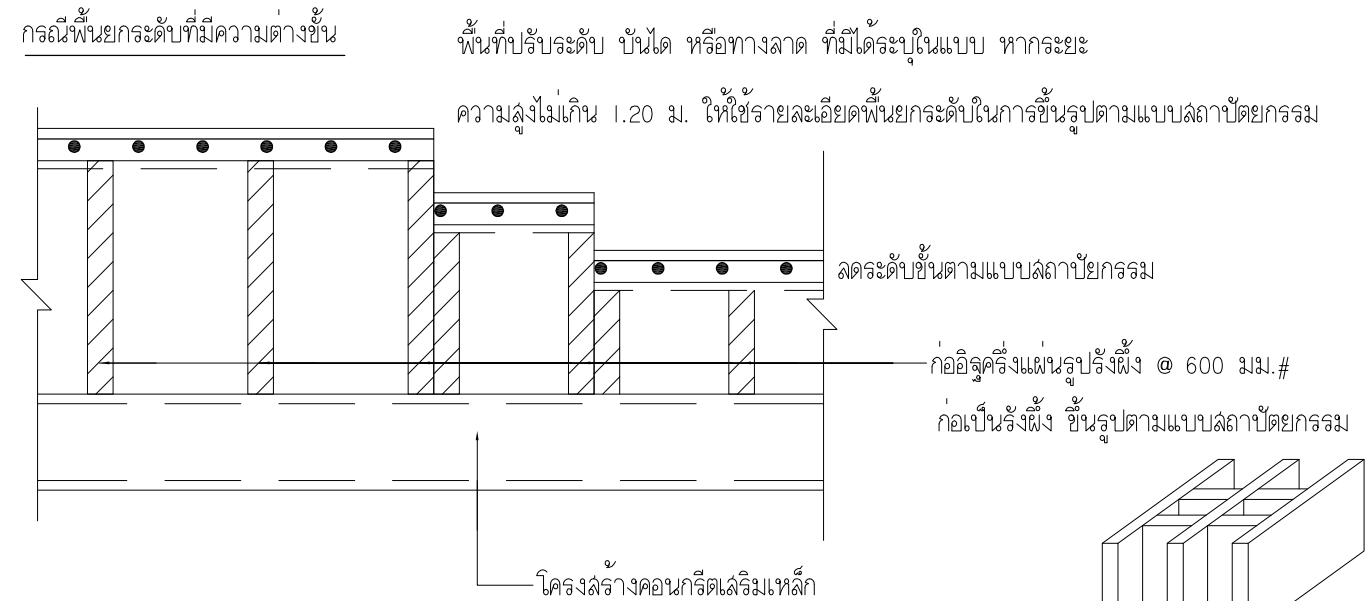 กรณีพื้นยกระดับที่มีความต่างขั้น
พื้นที่ปรับระดับ บันได หรือทางลาด ที่มิได้ระบุในแบบ หากระยะ
ความสูงไม่เกิน 1.20 ม. ให้ใช้รายละเอียดพื้นยกระดับในการขึ้นรูปตามแบบสถาปัตยกรรม
ลดระดับขั้นตามแบบสถาปัยกรรม
ก่ออิฐครึ่งแผ่นรูปรังผึ้ง @ 600 มม.#
ก่อเป็นรังผึ้ง ขึ้นรูปตามแบบสถาปัตยกรรม
โครงสร้างคอนกรีตเสริมเหล็ก